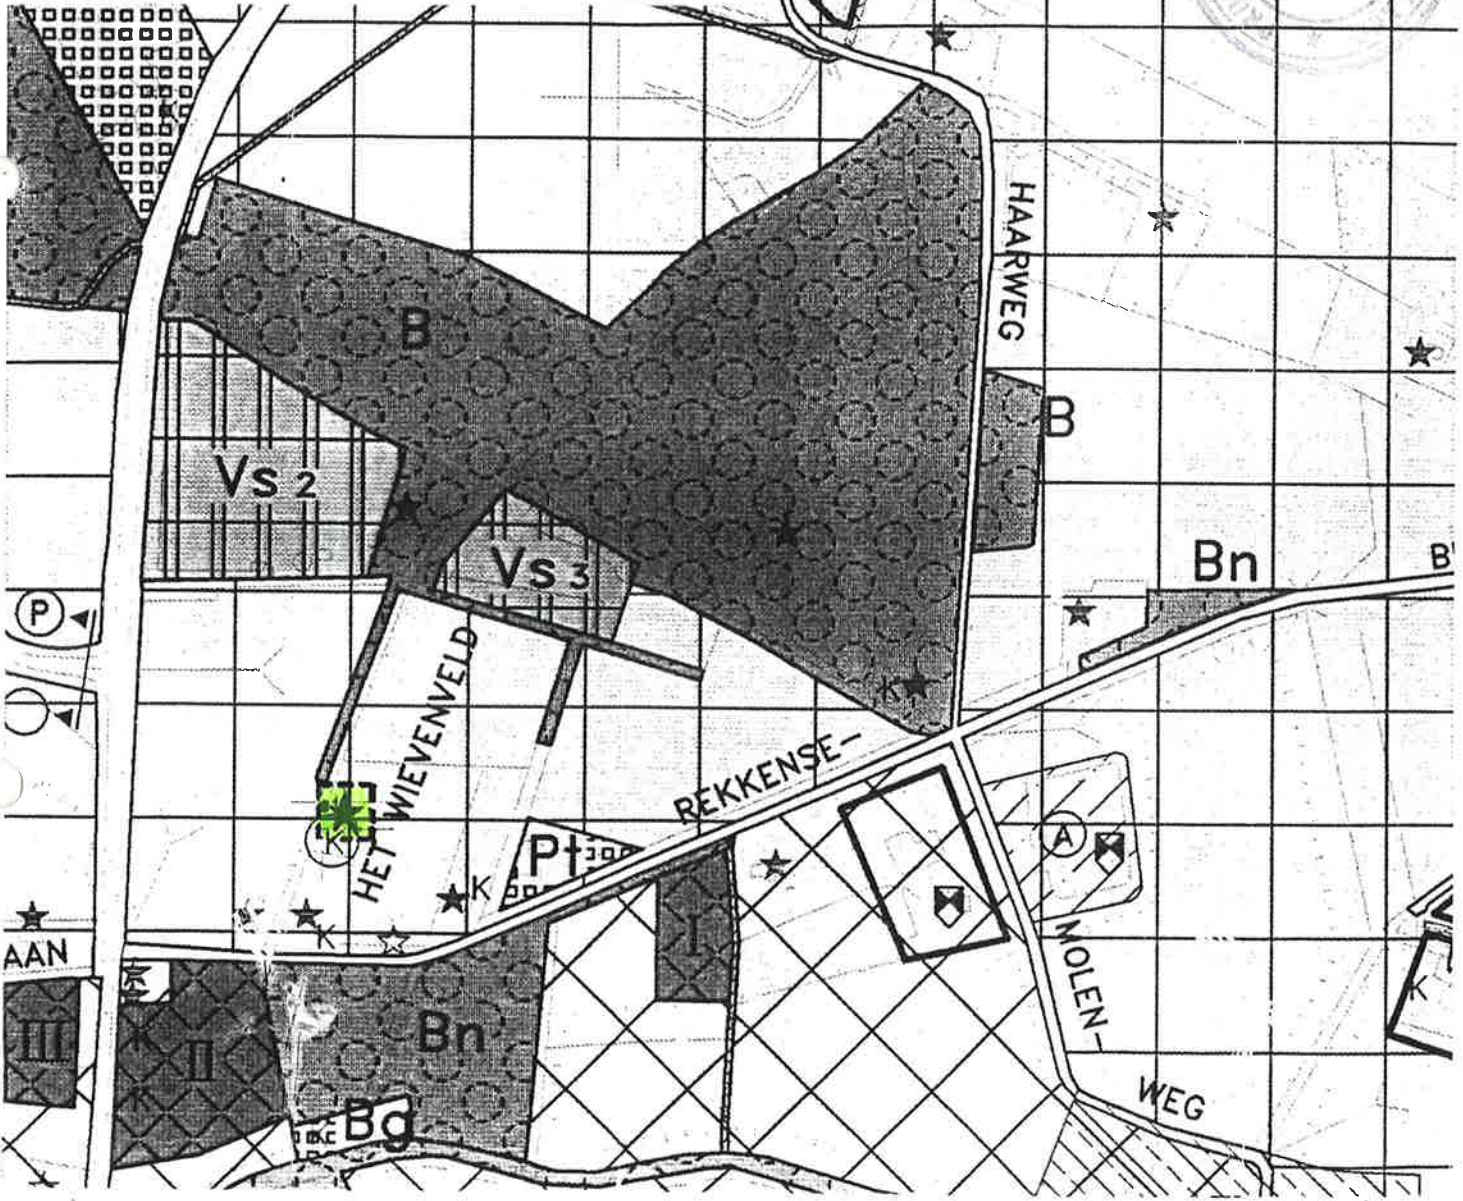 K
HAARWEG
B
B
Vs 2
Vs 3
Bn
P
K
HET WIEVENVELD
REKKENSE-
K
Pt
A
K
K
I
MOLEN-
AAN
K
III
K
II
Bn
K
WEG
Bg